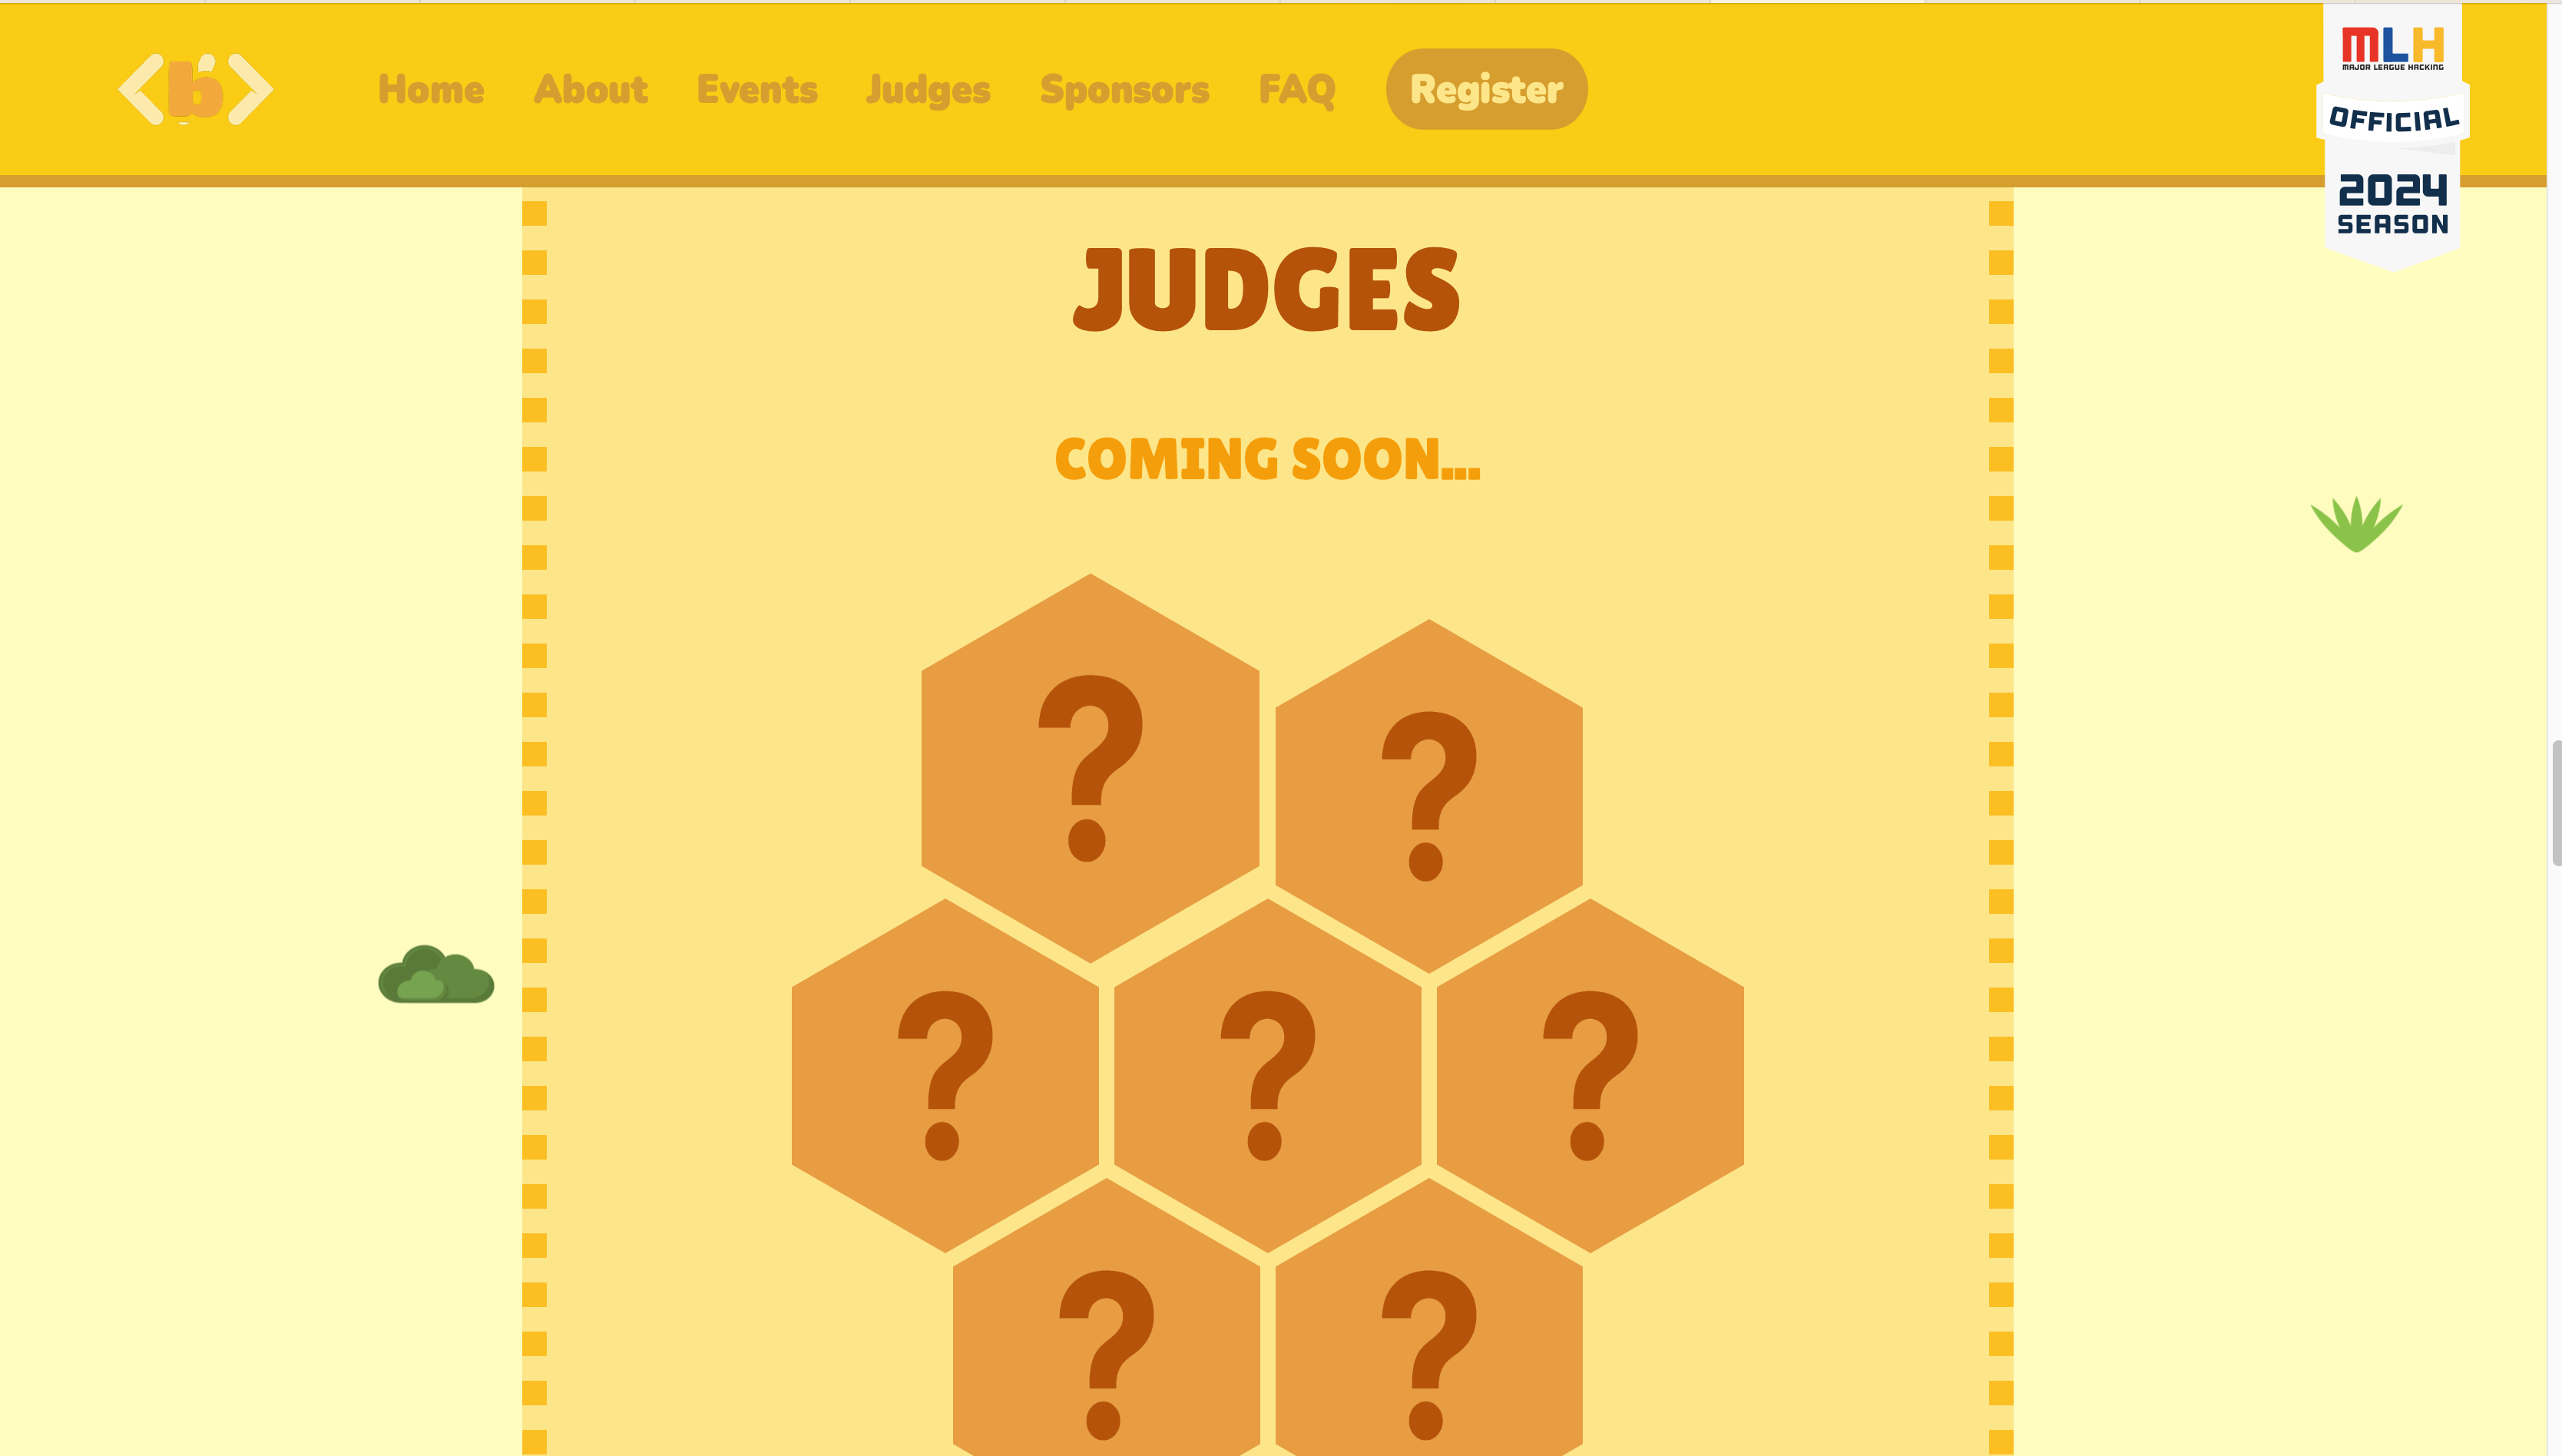 b
Home About Events Judges Sponsors FAQ Register
MLH
MAJOR LEAGUE HACKING
OFFICIAL
2024
SEASON
JUDGES
COMING SOON...
? ?
? ? ?
? ?